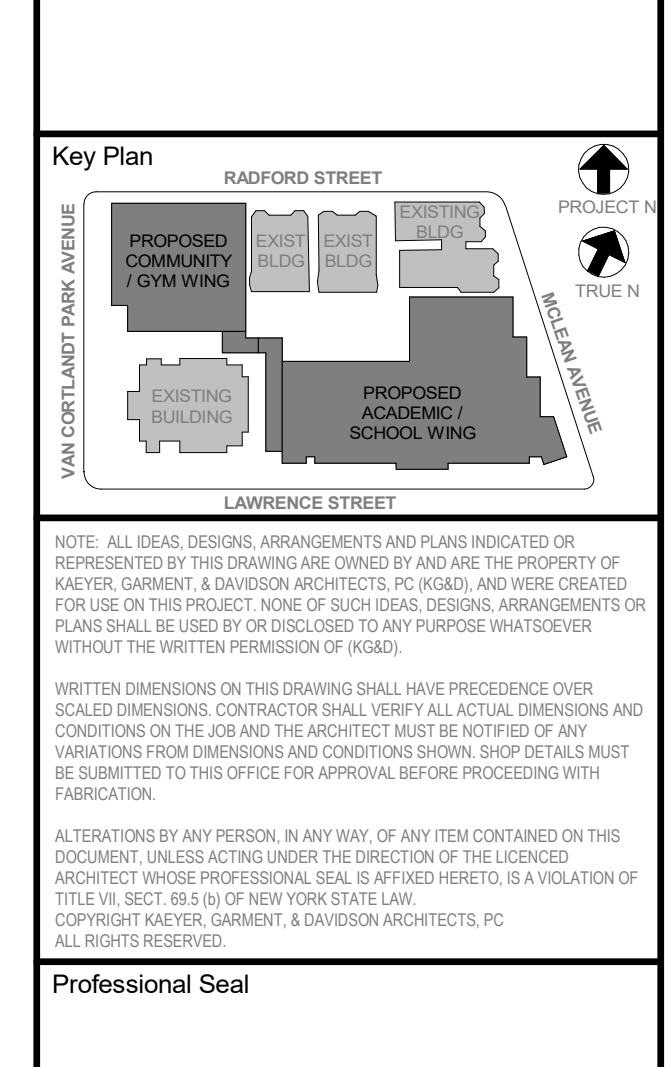 Key Plan
RADFORD STREET
PROJECT N
TRUE N
VAN CORTLANDT PARK AVENUE
PROPOSED
COMMUNITY
/ GYM WING
EXIST
BLDG
EXIST
BLDG
EXISTING
BLDG
MCLEAN AVENUE
EXISTING
BUILDING
PROPOSED
ACADEMIC /
SCHOOL WING
LAWRENCE STREET
NOTE: ALL IDEAS, DESIGNS, ARRANGEMENTS AND PLANS INDICATED OR
REPRESENTED BY THIS DRAWING ARE OWNED BY AND ARE THE PROPERTY OF
KAEYER, GARMENT, & DAVIDSON ARCHITECTS, PC (KG&D), AND WERE CREATED
FOR USE ON THIS PROJECT. NONE OF SUCH IDEAS, DESIGNS, ARRANGEMENTS OR
PLANS SHALL BE USED BY OR DISCLOSED TO ANY PURPOSE WHATSOEVER
WITHOUT THE WRITTEN PERMISSION OF (KG&D).
WRITTEN DIMENSIONS ON THIS DRAWING SHALL HAVE PRECEDENCE OVER
SCALED DIMENSIONS. CONTRACTOR SHALL VERIFY ALL ACTUAL DIMENSIONS AND
CONDITIONS ON THE JOB AND THE ARCHITECT MUST BE NOTIFIED OF ANY
VARIATIONS FROM DIMENSIONS AND CONDITIONS SHOWN. SHOP DETAILS MUST
BE SUBMITTED TO THIS OFFICE FOR APPROVAL BEFORE PROCEEDING WITH
FABRICATION.
ALTERATIONS BY ANY PERSON, IN ANY WAY, OF ANY ITEM CONTAINED ON THIS
DOCUMENT, UNLESS ACTING UNDER THE DIRECTION OF THE LICENCED
ARCHITECT WHOSE PROFESSIONAL SEAL IS AFFIXED HERETO, IS A VIOLATION OF
TITLE VII, SECT. 69.5 (b) OF NEW YORK STATE LAW.
COPYRIGHT KAEYER, GARMENT, & DAVIDSON ARCHITECTS, PC
ALL RIGHTS RESERVED.
Professional Seal